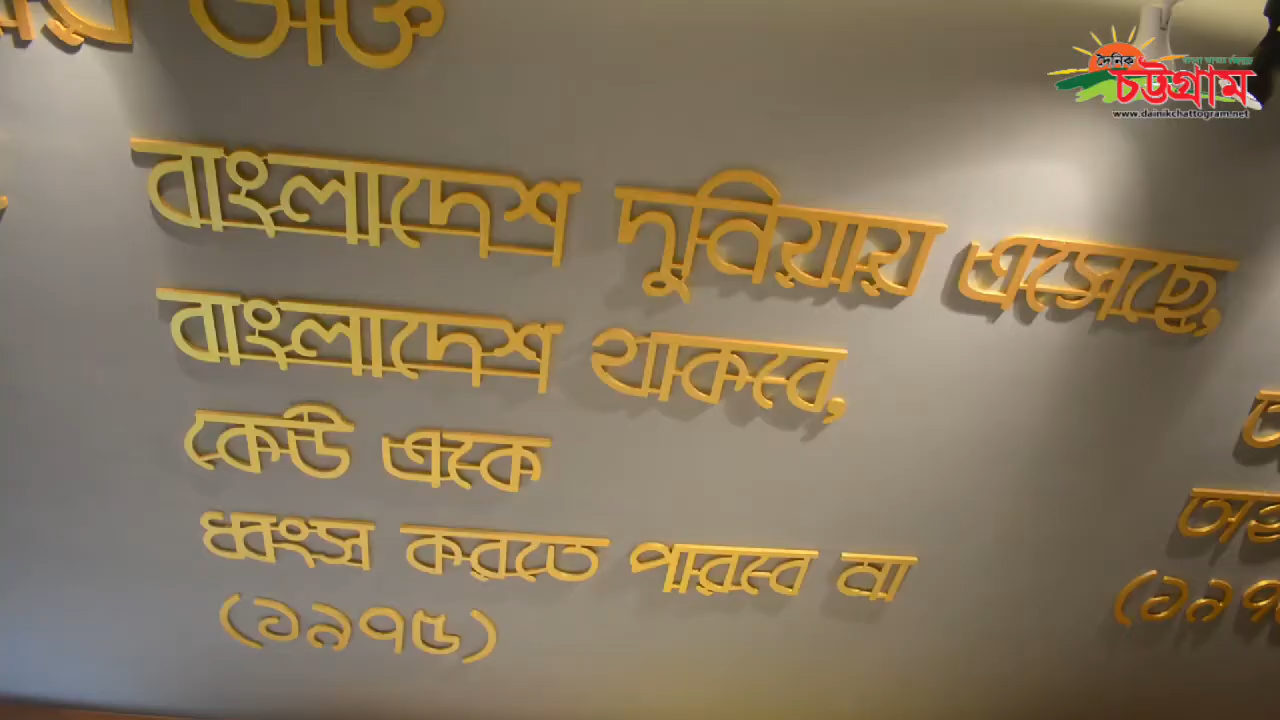 দৈনিক
চট্টগ্রাম
www.dainikchattogram.net
বাংলাদেশ দুনিয়ায় এসেছে,
বাংলাদেশ থাকবে,
কেউ একে
ধ্বংস করতে পারবে না
(১৯৭৫)